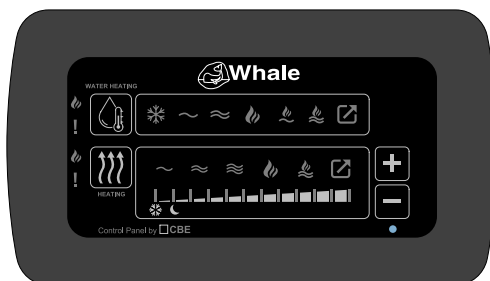 Whale
WATER HEATING
!
!
HEATING
Control Panel by CBE